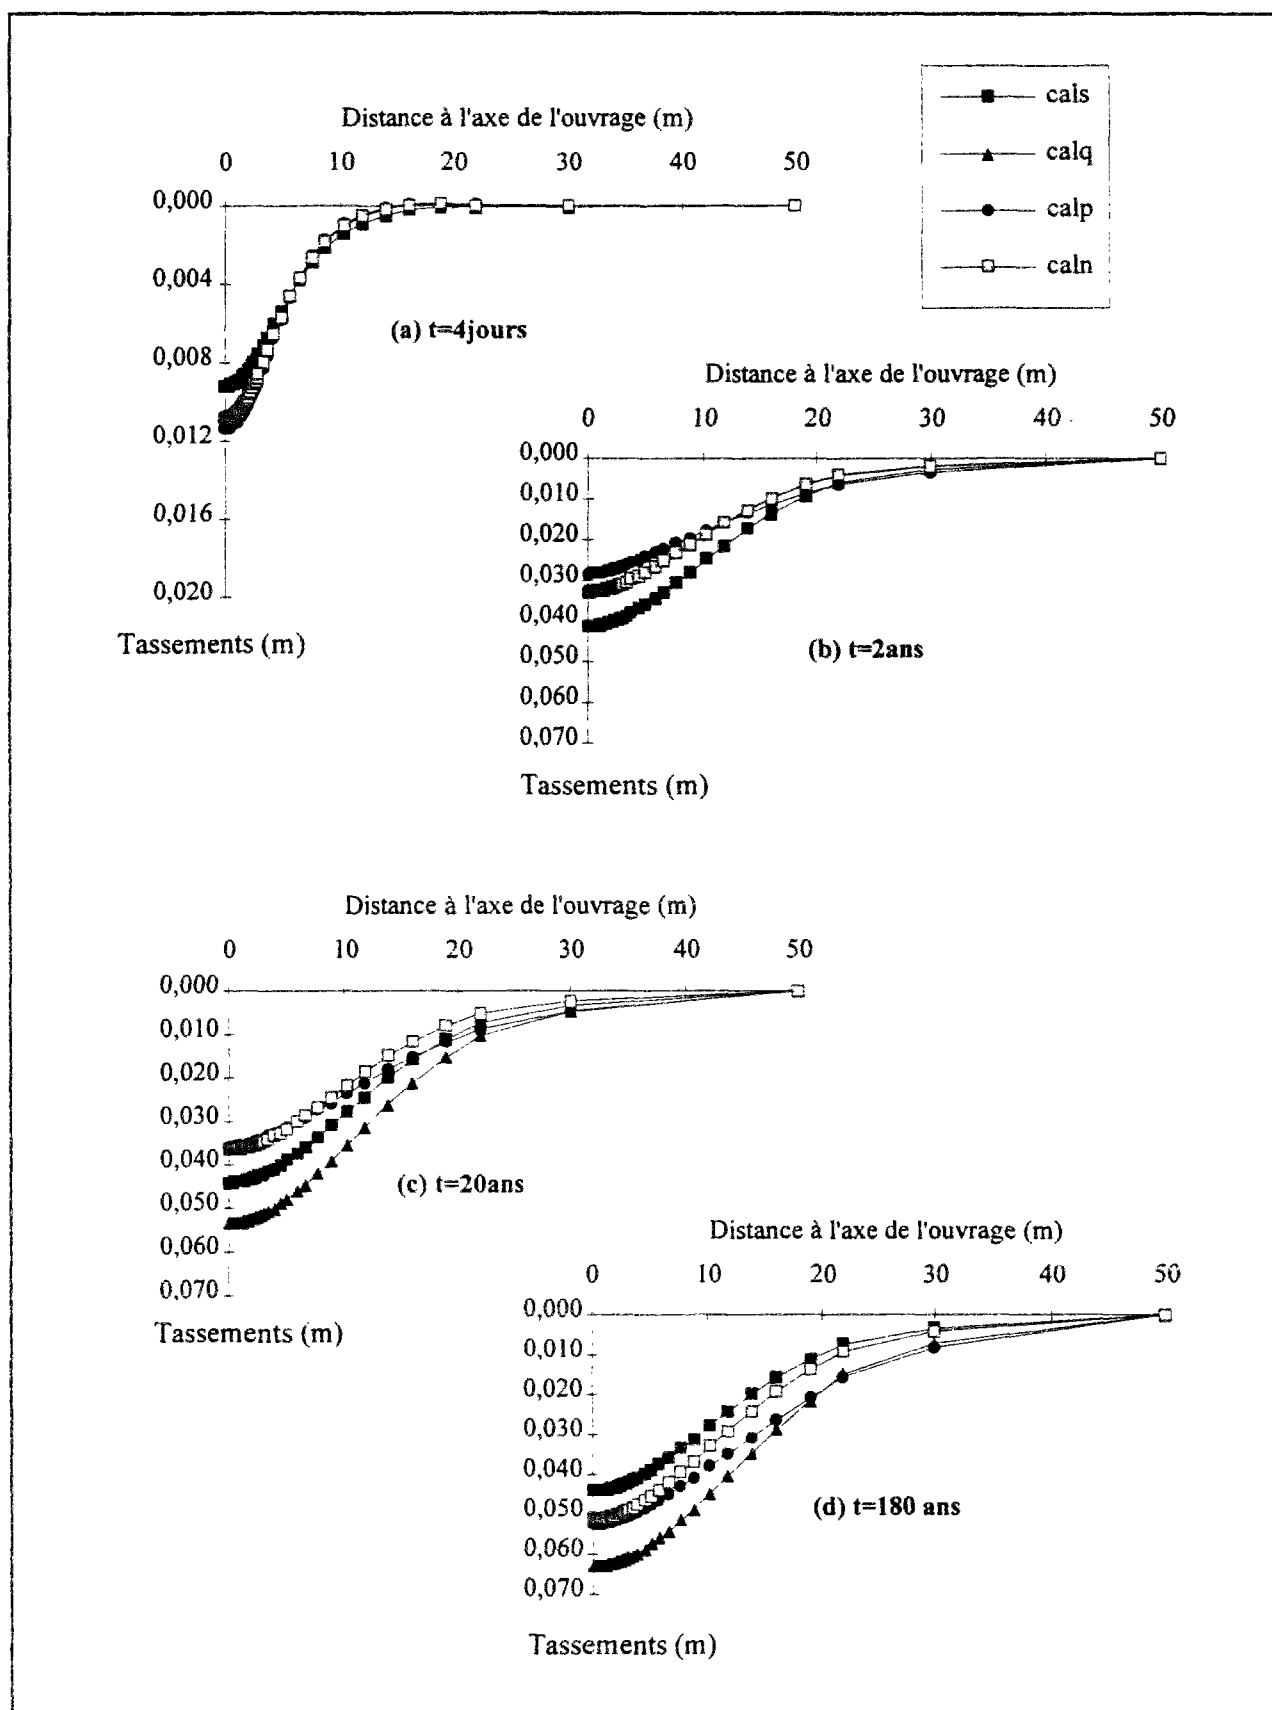 cals
calq
calp
caln
Distance à l'axe de l'ouvrage (m)
0 10 20 30 40 50
0,000
0,004
0,008
0,012
0,016
0,020
(a) t=4jours
Tassements (m)
Distance à l'axe de l'ouvrage (m)
0 10 20 30 40 50
0,000
0,010
0,020
0,030
0,040
0,050
0,060
0,070
(b) t=2ans
Tassements (m)
Distance à l'axe de l'ouvrage (m)
0 10 20 30 40 50
0,000
0,010
0,020
0,030
0,040
0,050
0,060
0,070
(c) t=20ans
Tassements (m)
Distance à l'axe de l'ouvrage (m)
0 10 20 30 40 50
0,000
0,010
0,020
0,030
0,040
0,050
0,060
0,070
(d) t=180 ans
Tassements (m)